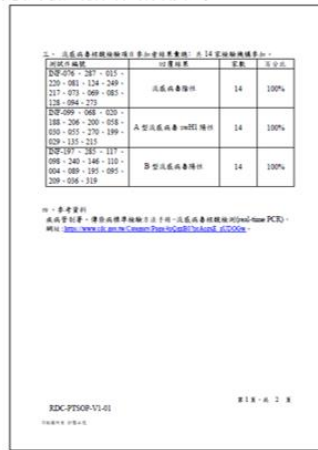 三、流感病毒核酸檢驗項目參加者結果彙總：共 14 家檢驗機構參加。
測試件編號 回覆結果 家數 百分比
INF-076、287、015、
220、081、124、249、
217、073、069、085、
128、094、273
流感病毒陰性 14 100%
INF-099、068、020、
188、206、200、058、
030、055、270、199、
029、135、215
A 型流感病毒 swH1 陽性 14 100%
INF-197、285、117、
098、240、146、110、
004、089、195、095、
209、036、319
B 型流感病毒陽性 14 100%
四、參考資料
疾病管制署。傳染病標準檢驗方法手冊-流感病毒核酸檢測(real-time PCR)。
RDC-PTSOP-V1-01